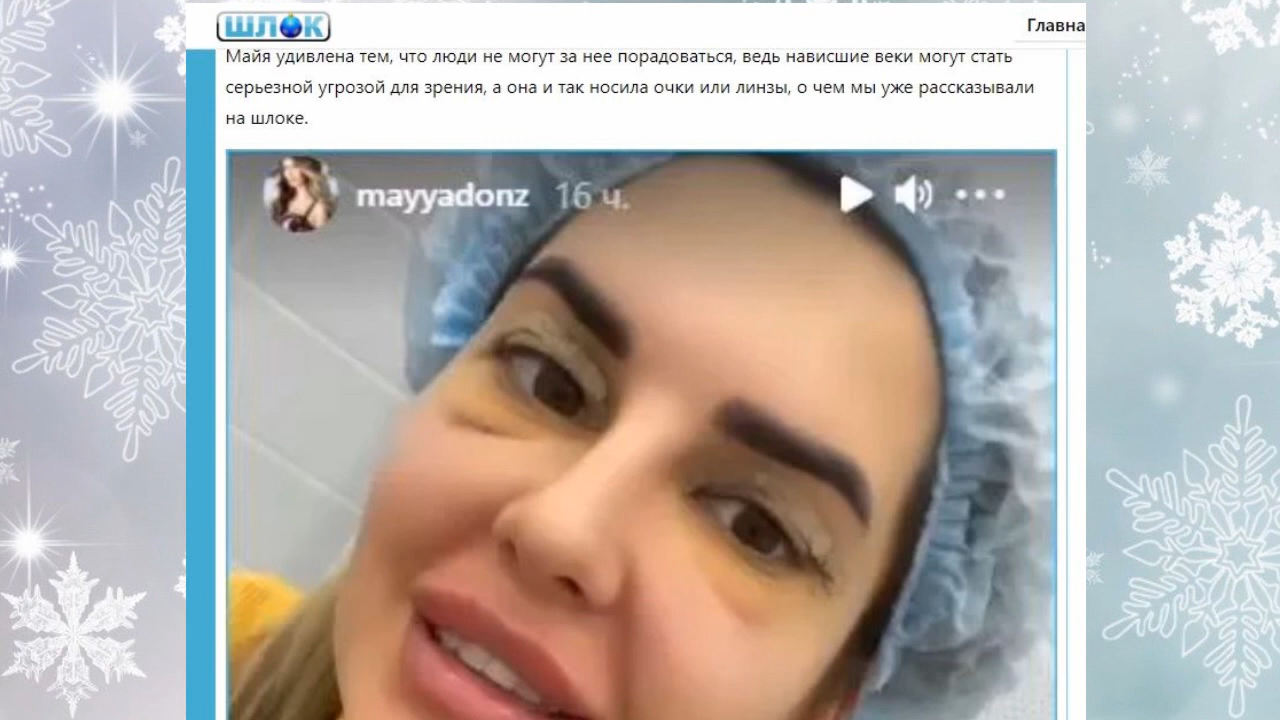 ШЛОК
Главна
Майя удивлена тем, что люди не могут за нее порадоваться, ведь нависшие веки могут стать
серьезной угрозой для зрения, а она и так носила очки или линзы, о чем мы уже рассказывали
на шлоке.
mayyadonz 16 ч.